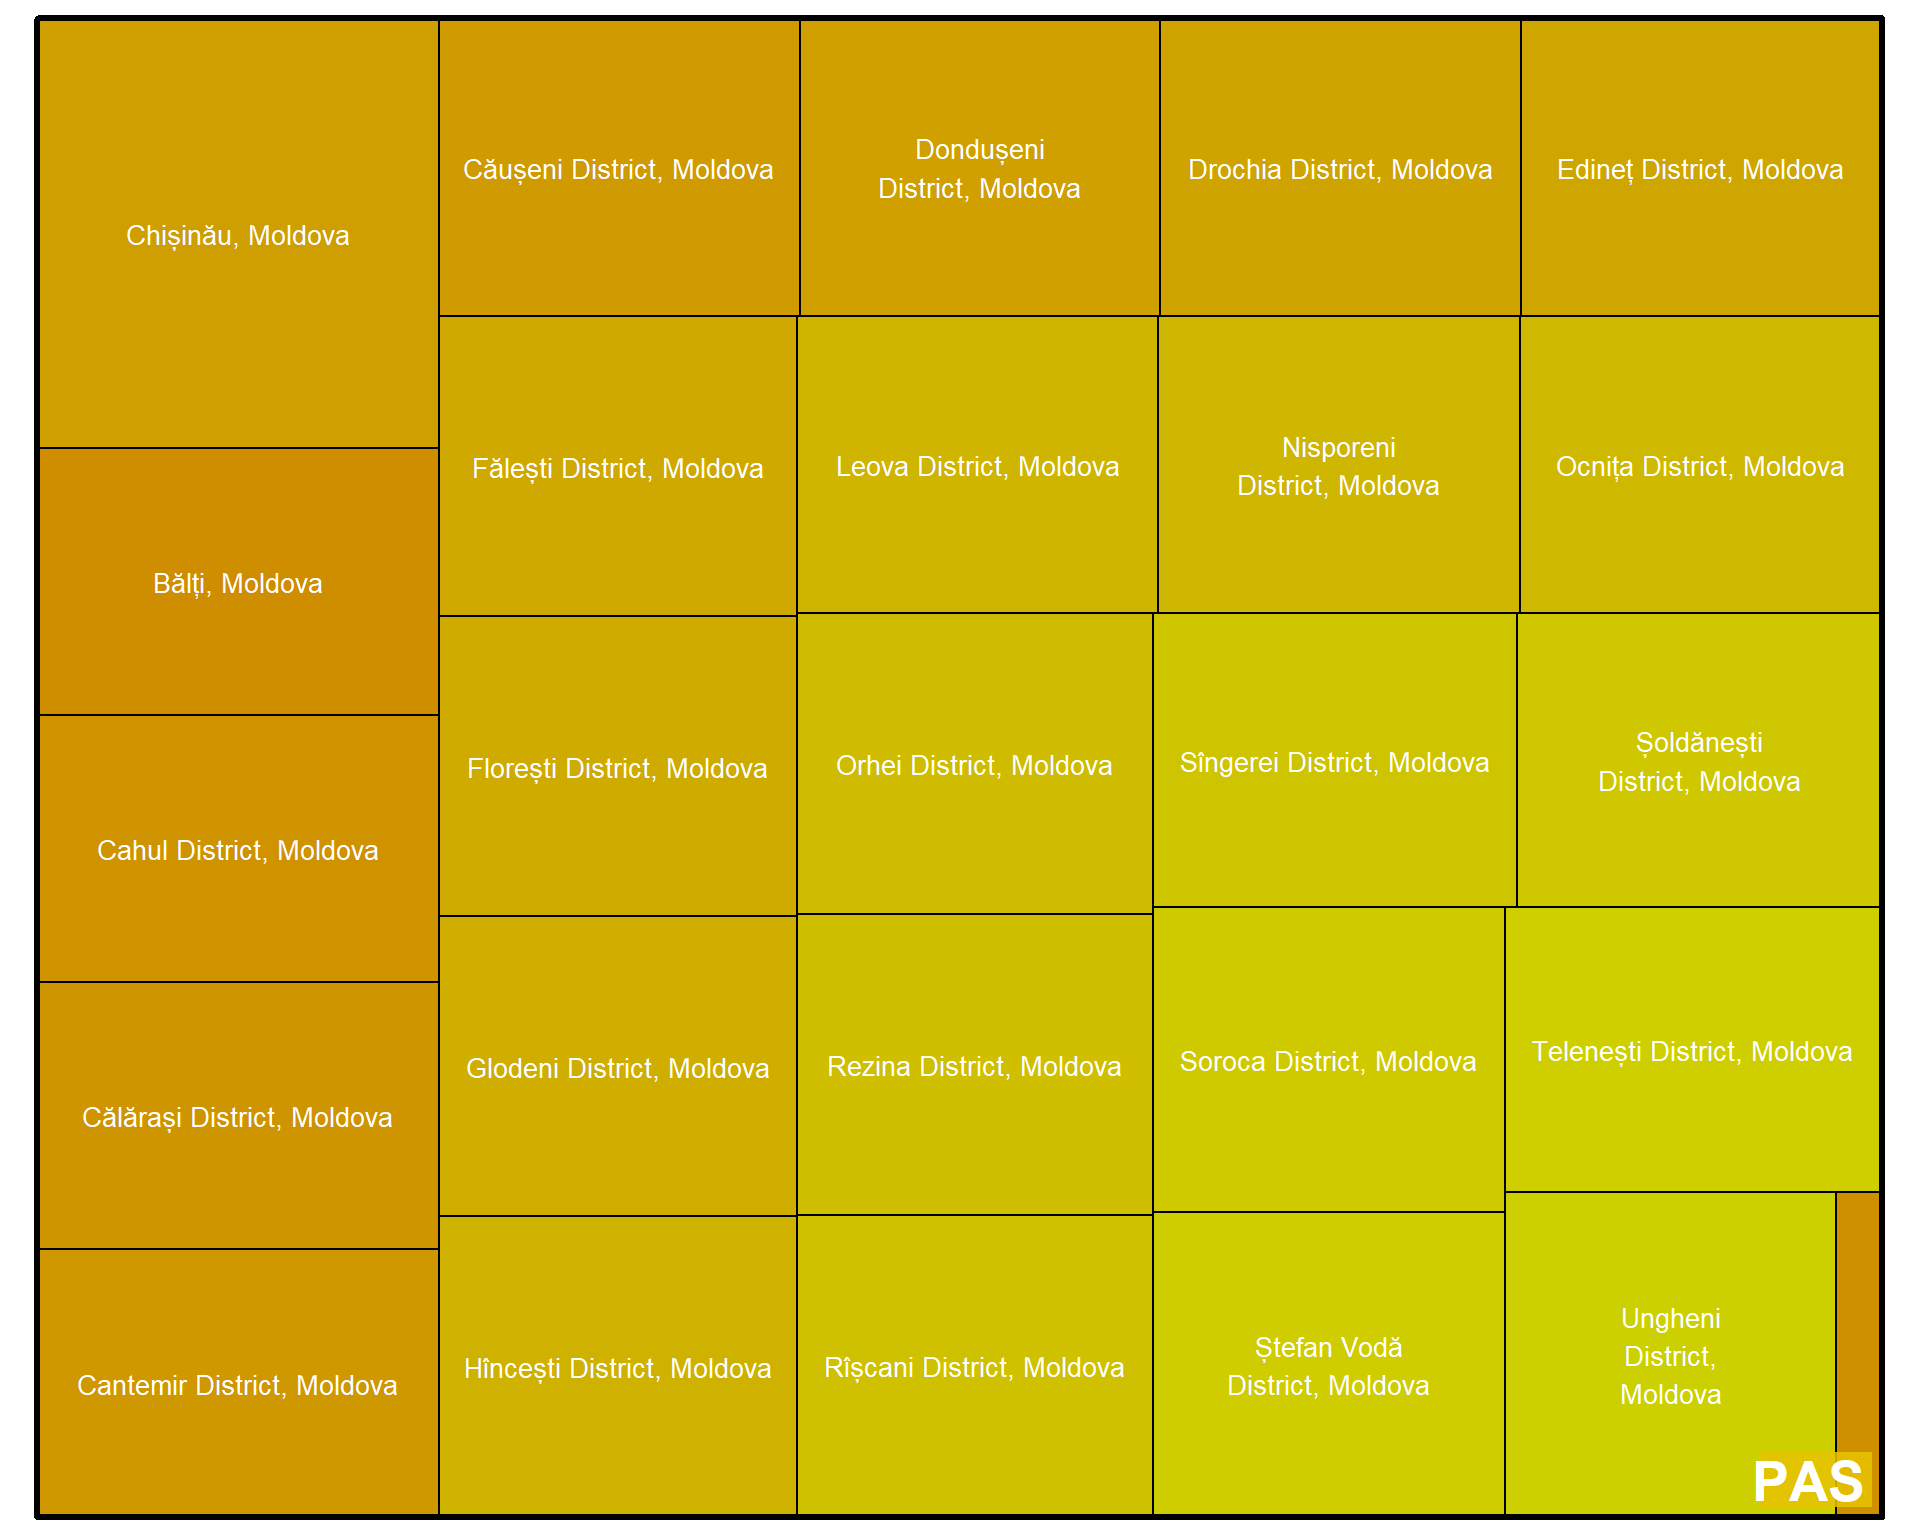 Chișinău, Moldova
Bălți, Moldova
Cahul District, Moldova
Călărași District, Moldova
Cantemir District, Moldova
Căușeni District, Moldova
Dondușeni
District, Moldova
Drochia District, Moldova
Edineț District, Moldova
Fălești District, Moldova
Florești District, Moldova
Glodeni District, Moldova
Hîncești District, Moldova
Leova District, Moldova
Nisporeni
District, Moldova
Ocnița District, Moldova
Orhei District, Moldova
Rezina District, Moldova
Rîșcani District, Moldova
Sîngerei District, Moldova
Șoldănești
District, Moldova
Soroca District, Moldova
Ștefan Vodă
District, Moldova
Telenești District, Moldova
Ungheni
District,
Moldova
PAS